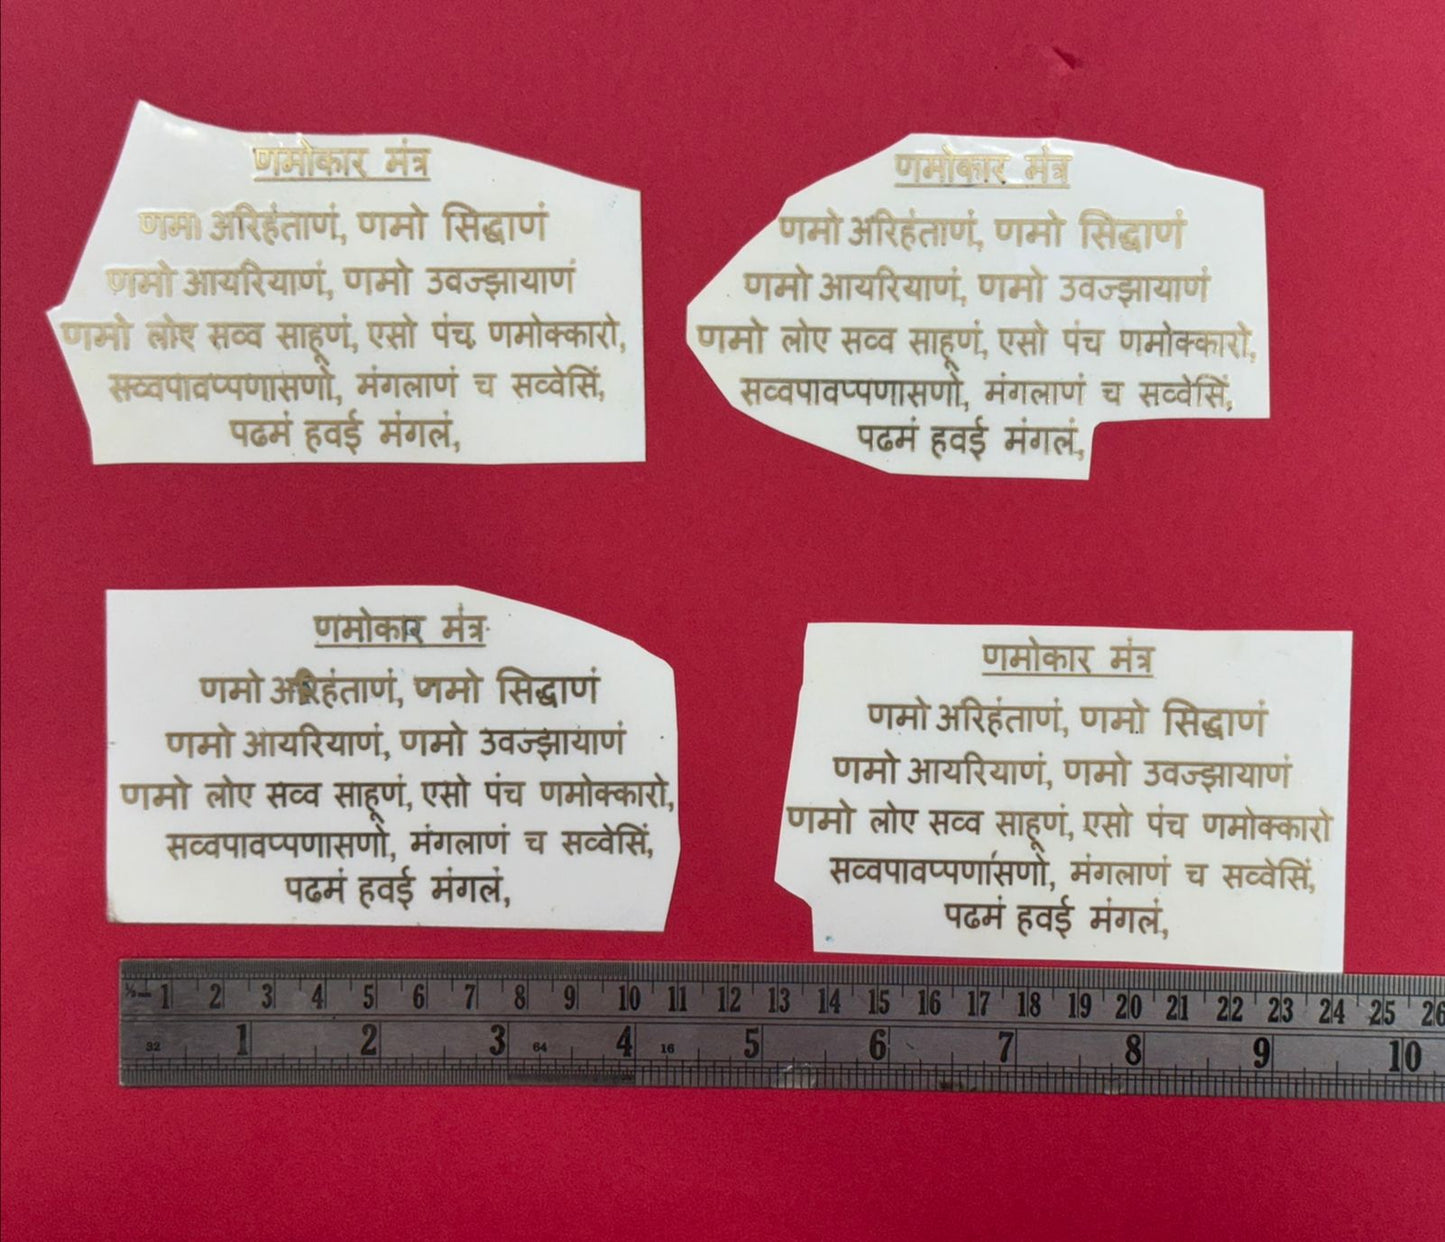 णमोकार मंत्र
णमो अरिहंताणं, णमो सिद्धाणं
णमो आयरियाणं, णमो उवज्झायाणं
णमो लोए सव्व साहूणं, एसो पंच णमोक्कारो,
सव्वपावप्पणासणो, मंगलाणं च सव्वेसिं,
पढमं हवई मंगलं,
णमोकार मंत्र
णमो अरिहंताणं, णमो सिद्धाणं
णमो आयरियाणं, णमो उवज्झायाणं
णमो लोए सव्व साहूणं, एसो पंच णमोक्कारो,
सव्वपावप्पणासणो, मंगलाणं च सव्वेसिं,
पढमं हवई मंगलं,
णमोकार मंत्र
णमो अरिहंताणं, णमो सिद्धाणं
णमो आयरियाणं, णमो उवज्झायाणं
णमो लोए सव्व साहूणं, एसो पंच णमोक्कारो,
सव्वपावप्पणासणो, मंगलाणं च सव्वेसिं,
पढमं हवई मंगलं,
णमोकार मंत्र
णमो अरिहंताणं, णमो सिद्धाणं
णमो आयरियाणं, णमो उवज्झायाणं
णमो लोए सव्व साहूणं, एसो पंच णमोक्कारो
सव्वपावप्पणासणो, मंगलाणं च सव्वेसिं,
पढमं हवई मंगलं,
1 2 3 4 5 6 7 8 9 10 11 12 13 14 15 16 17 18 19 20 21 22 23 24 25 26
32 1 2 3 64 4 16 5 6 7 8 9 10